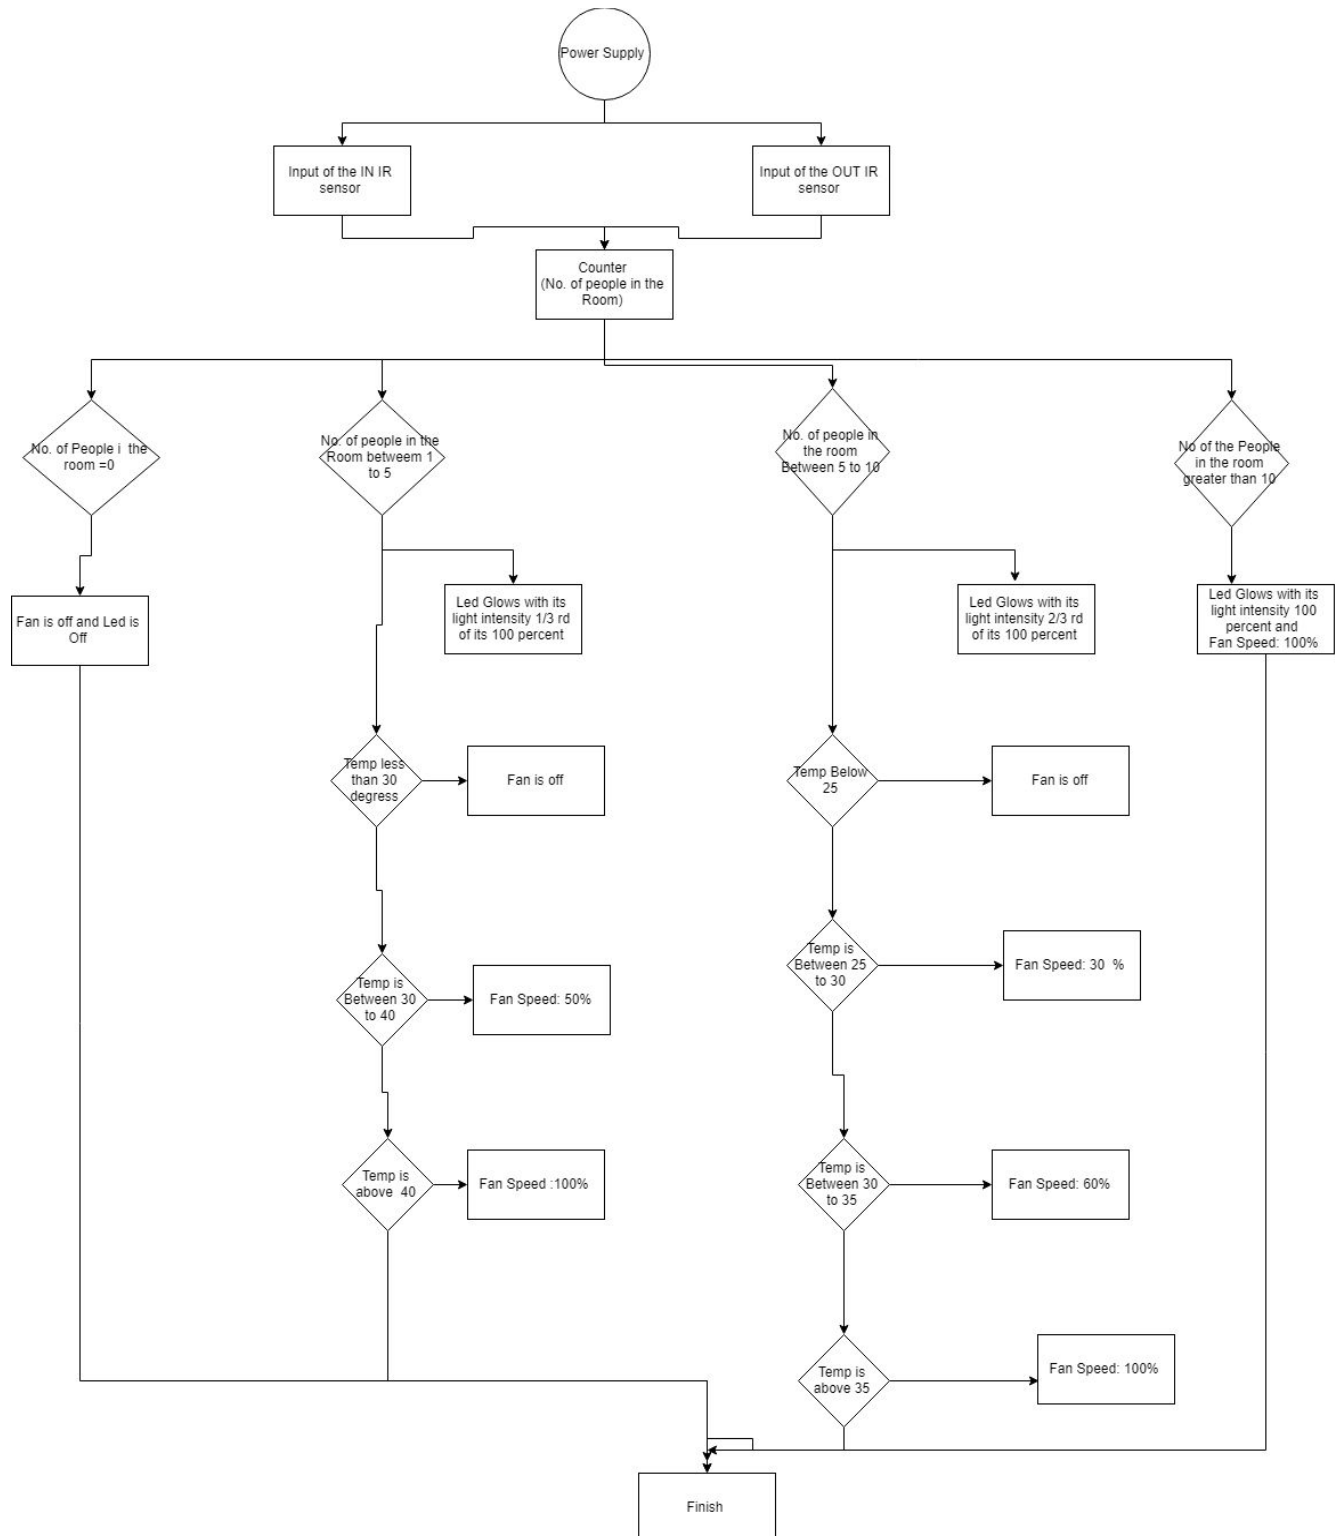 Power Supply
Input of the IN IR
sensor
Input of the OUT IR
sensor
Counter
(No. of people in the
Room)
No. of People i  the
room =0
No. of people in the
Room betweem 1
to 5
No. of people in
the room
Between 5 to 10
No of the People
in the room
greater than 10
Fan is off and Led is
Off
Led Glows with its
light intensity 1/3 rd
of its 100 percent
Led Glows with its
light intensity 2/3 rd
of its 100 percent
Led Glows with its
light intensity 100
percent and
Fan Speed: 100%
Temp less
than 30
degress
Fan is off
Temp Below
25
Fan is off
Temp is
Between 30
to 40
Fan Speed: 50%
Temp is
Between 25
to 30
Fan Speed: 30  %
Temp is
above  40
Fan Speed :100%
Temp is
Between 30
to 35
Fan Speed: 60%
Temp is
above 35
Fan Speed: 100%
Finish